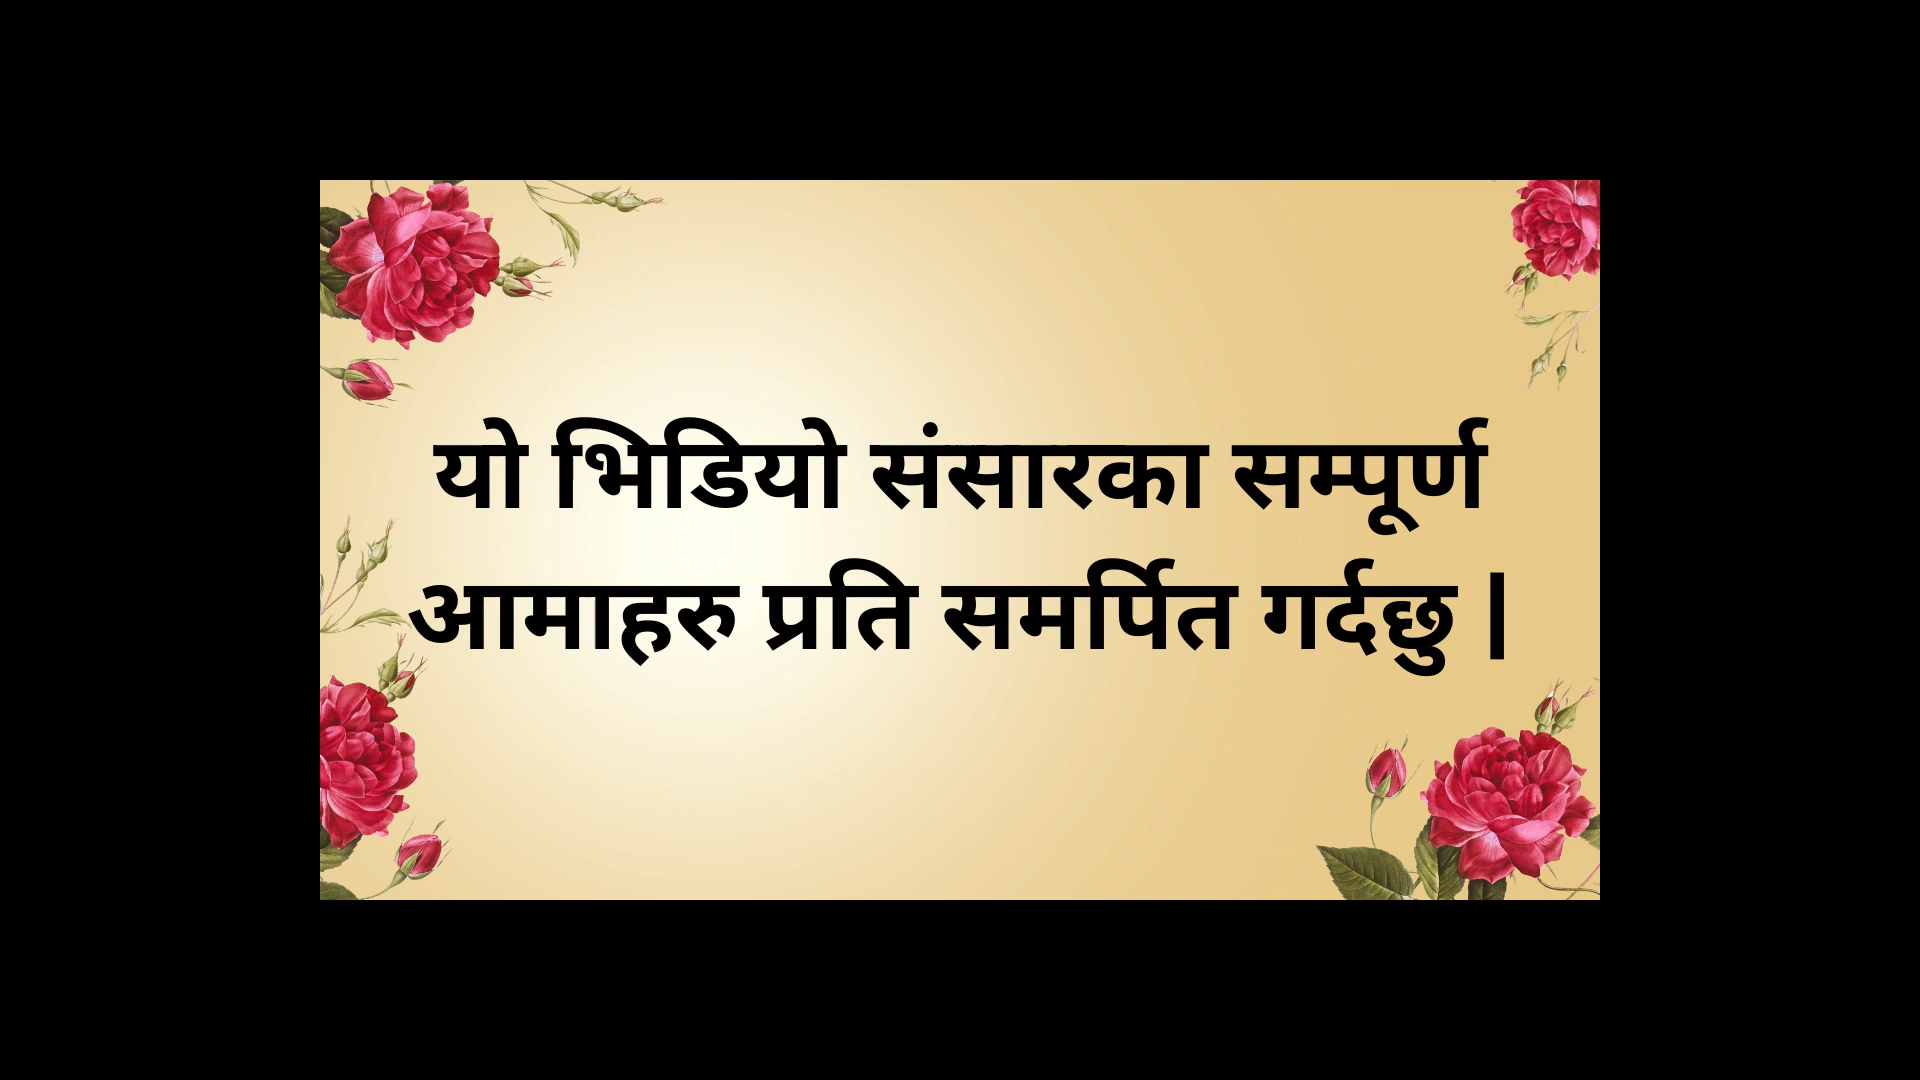 यो भिडियो संसारका सम्पूर्ण
आमाहरु प्रति समर्पित गर्दछु |